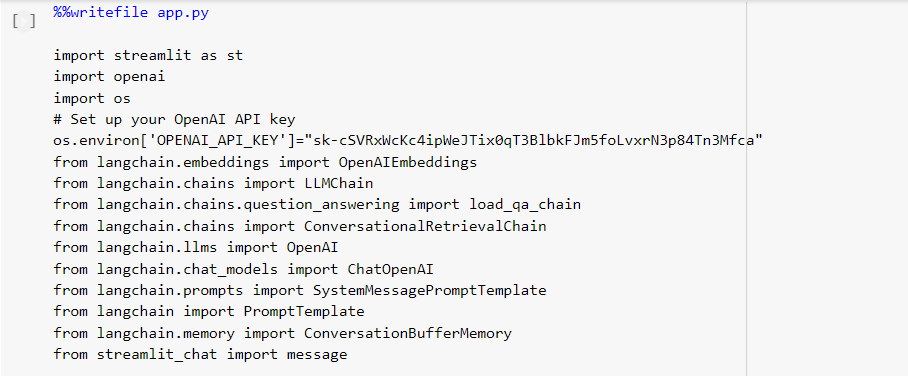 [ ]
%%writefile app.py
import streamlit as st
import openai
import os
# Set up your OpenAI API key
os.environ['OPENAI_API_KEY']="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"
from langchain.embeddings import OpenAIEmbeddings
from langchain.chains import LLMChain
from langchain.chains.question_answering import load_qa_chain
from langchain.chains import ConversationalRetrievalChain
from langchain.llms import OpenAI
from langchain.chat_models import ChatOpenAI
from langchain.prompts import SystemMessagePromptTemplate
from langchain import PromptTemplate
from langchain.memory import ConversationBufferMemory
from streamlit_chat import message